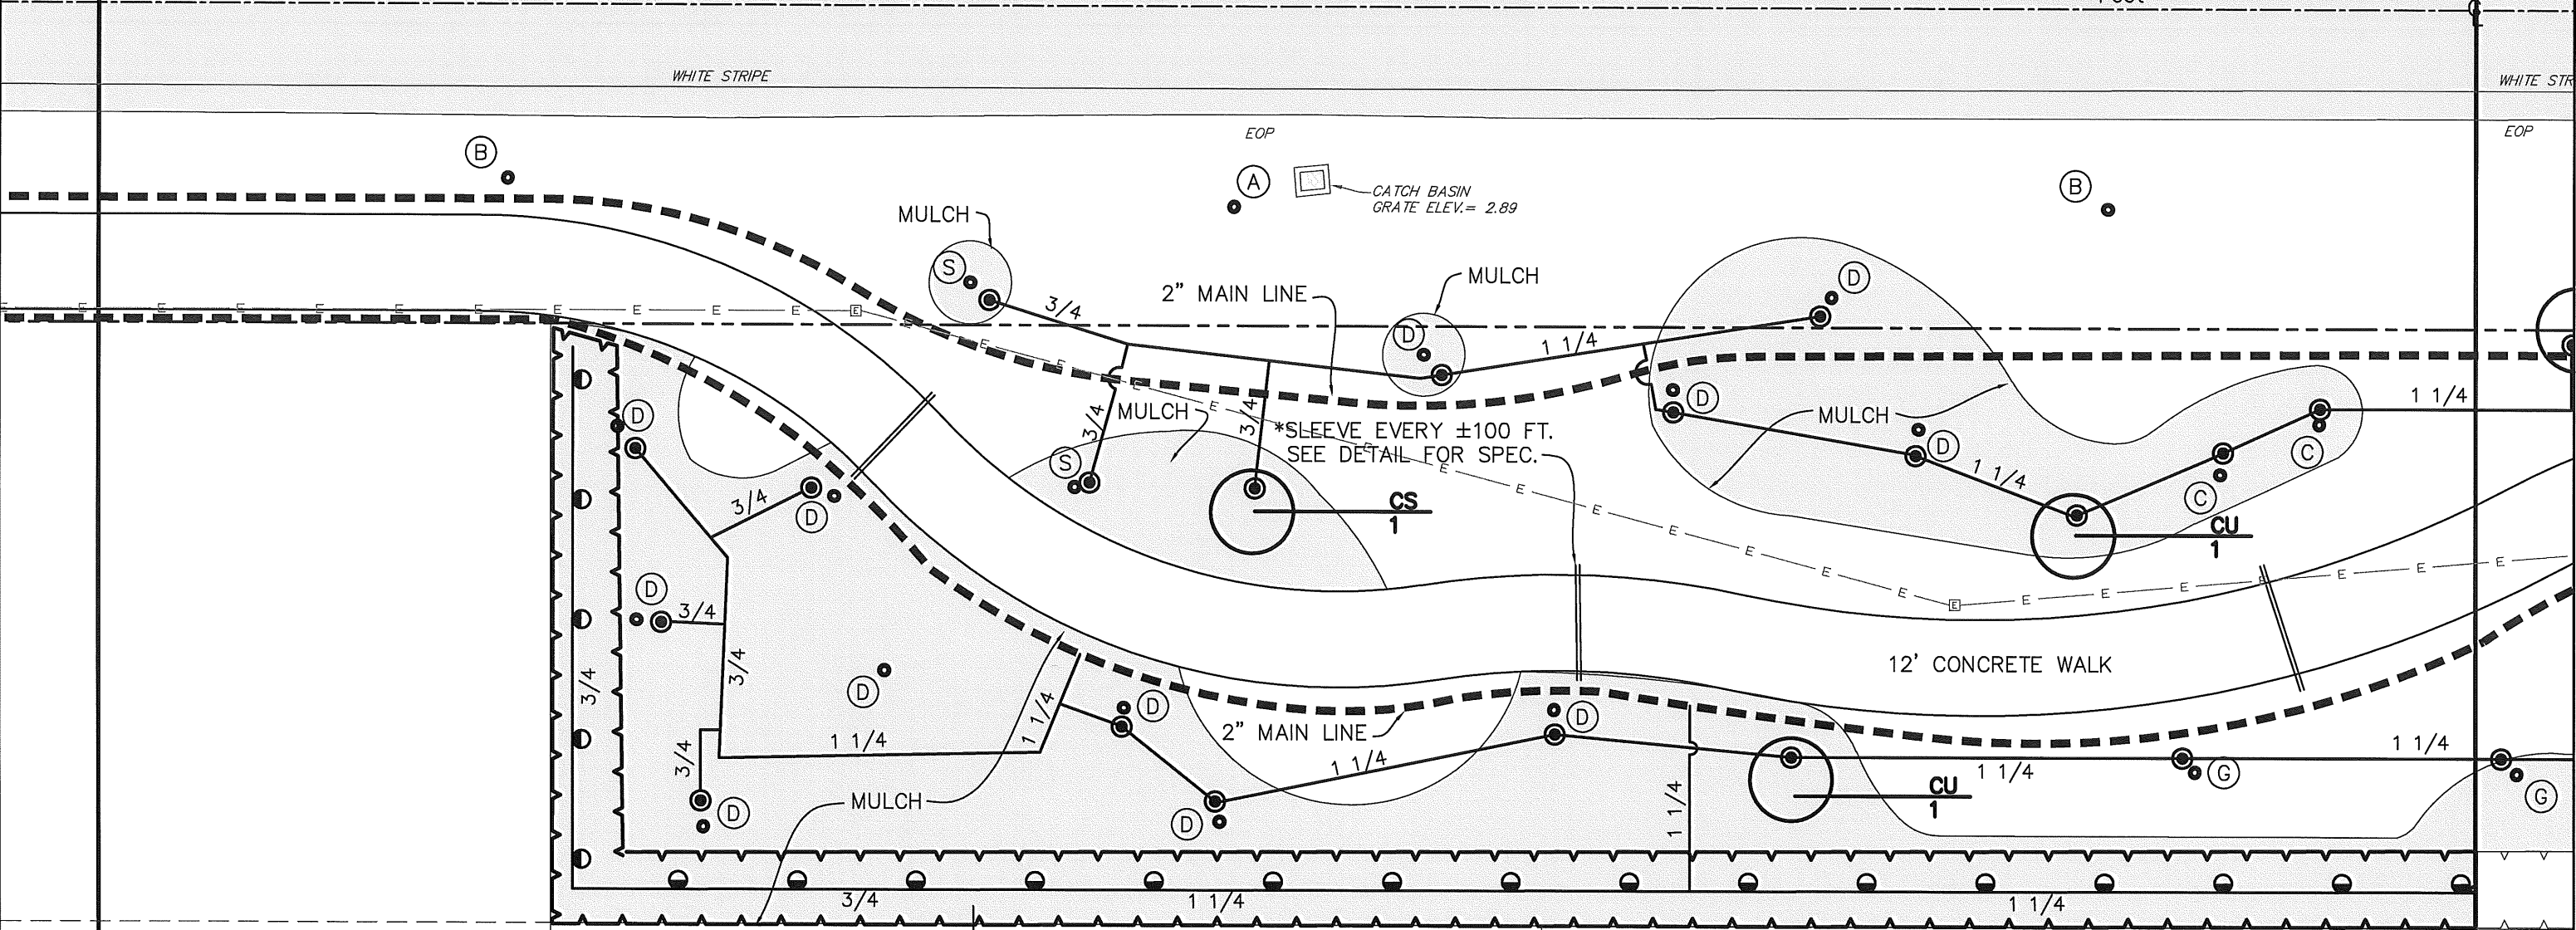 WHITE STRIPE
WHITE STR
EOP
EOP
B
A
B
CATCH BASIN
GRATE ELEV.= 2.89
MULCH
S
3/4
2" MAIN LINE
MULCH
D
1 1/4
D
E E E E E E E E E E E
E
E E E E E E E E E E E E
E
E E E E E E E
D
D
MULCH
3/4
3/4
*SLEEVE EVERY ±100 FT.
SEE DETAIL FOR SPEC.
MULCH
D
1 1/4
C
1 1/4
C
S
CS
1
CU
1
3/4
D
D
3/4
3/4
3/4
D
12' CONCRETE WALK
1 1/4
D
2" MAIN LINE
D
1 1/4
1 1/4
3/4
D
MULCH
D
1 1/4
CU
1
1 1/4
G
1 1/4
G
3/4
1 1/4
1 1/4